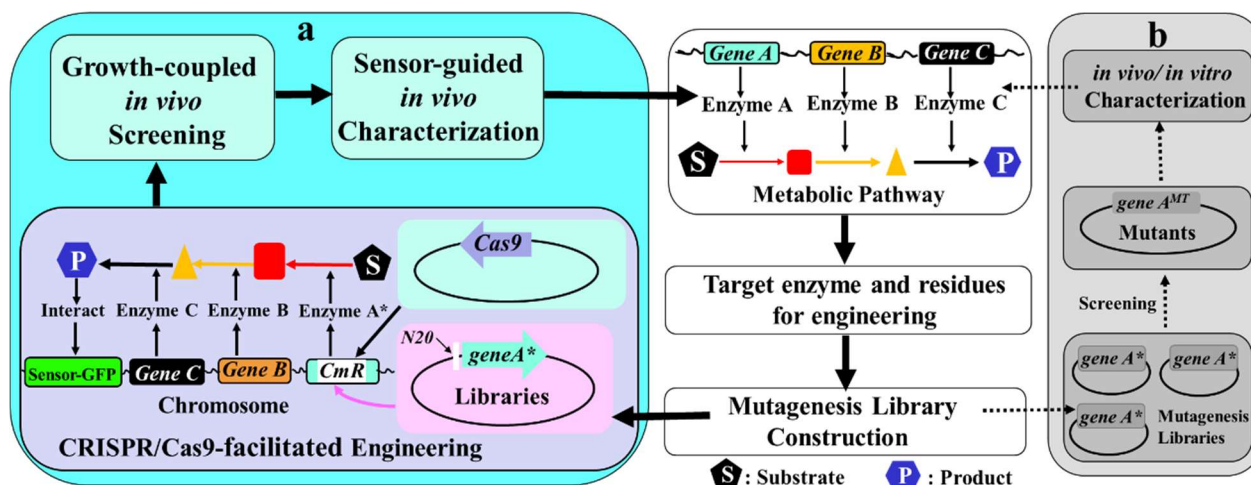 a
Growth-coupled
in vivo
Screening
Sensor-guided
in vivo
Characterization
P
S
Interact
Enzyme C
Enzyme B
Enzyme A*
Sensor-GFP
Gene C
Gene B
CmR
Chromosome
Cas9
N20
geneA*
Libraries
CRISPR/Cas9-facilitated Engineering
Gene A
Gene B
Gene C
Enzyme A
Enzyme B
Enzyme C
S
P
Metabolic Pathway
Target enzyme and residues
for engineering
Mutagenesis Library
Construction
S : Substrate
P : Product
b
in vivo/ in vitro
Characterization
gene A^MT
Mutants
Screening
gene A*
gene A*
gene A*
Mutagenesis
Libraries